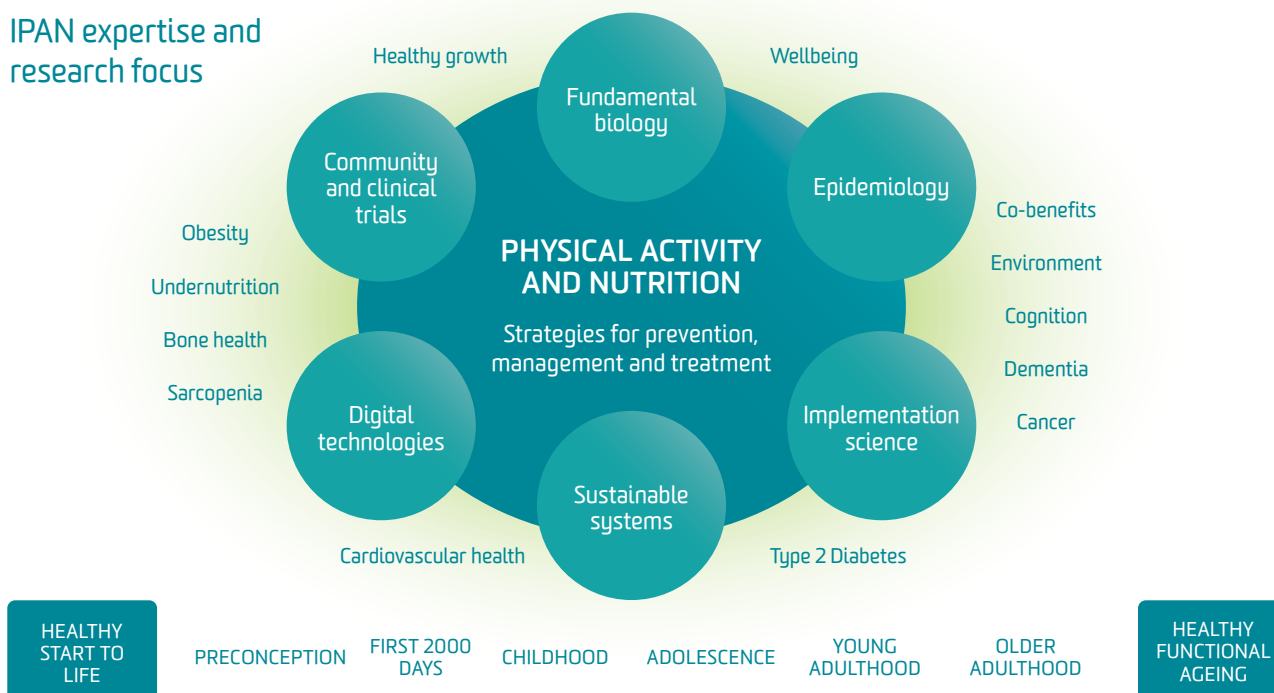 IPAN expertise and
research focus
Healthy growth
Wellbeing
Fundamental
biology
Community
and clinical
trials
Epidemiology
Obesity
Undernutrition
Bone health
Sarcopenia
PHYSICAL ACTIVITY
AND NUTRITION
Strategies for prevention,
management and treatment
Co-benefits
Environment
Cognition
Dementia
Cancer
Digital
technologies
Implementation
science
Sustainable
systems
Cardiovascular health
Type 2 Diabetes
HEALTHY
START TO
LIFE
PRECONCEPTION
FIRST 2000
DAYS
CHILDHOOD
ADOLESCENCE
YOUNG
ADULTHOOD
OLDER
ADULTHOOD
HEALTHY
FUNCTIONAL
AGEING